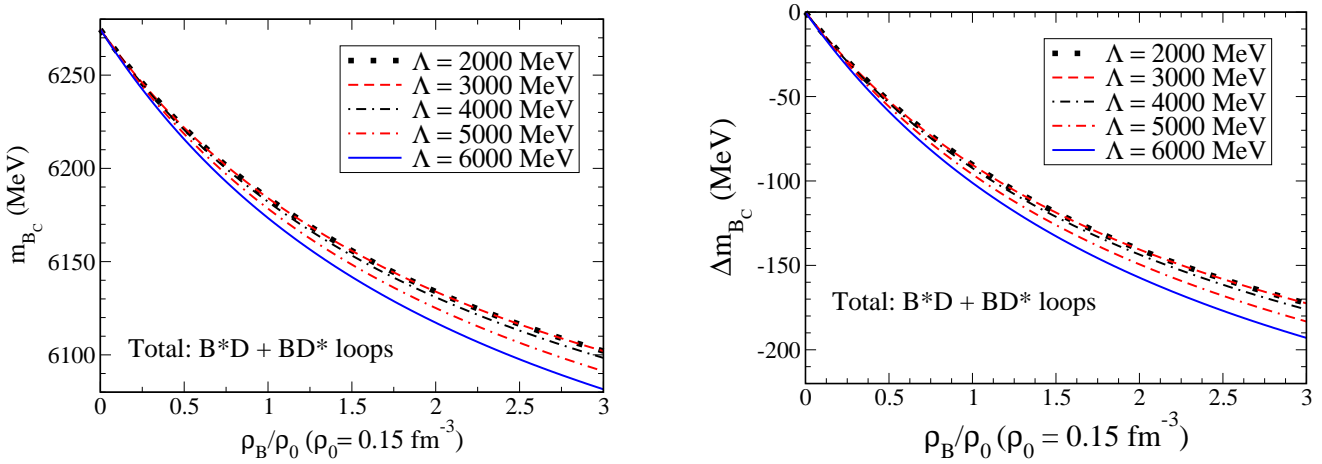 6250
6200
6150
6100
m_{B_C} (MeV)
Λ = 2000 MeV
Λ = 3000 MeV
Λ = 4000 MeV
Λ = 5000 MeV
Λ = 6000 MeV
Total: B*D + BD* loops
0 0.5 1 1.5 2 2.5 3
ρ_B/ρ_0 (ρ_0= 0.15 fm^{-3})
0
-50
-100
-150
-200
Δm_{B_C} (MeV)
Λ = 2000 MeV
Λ = 3000 MeV
Λ = 4000 MeV
Λ = 5000 MeV
Λ = 6000 MeV
Total: B*D + BD* loops
0 0.5 1 1.5 2 2.5 3
ρ_B/ρ_0 (ρ_0 = 0.15 fm^{-3})